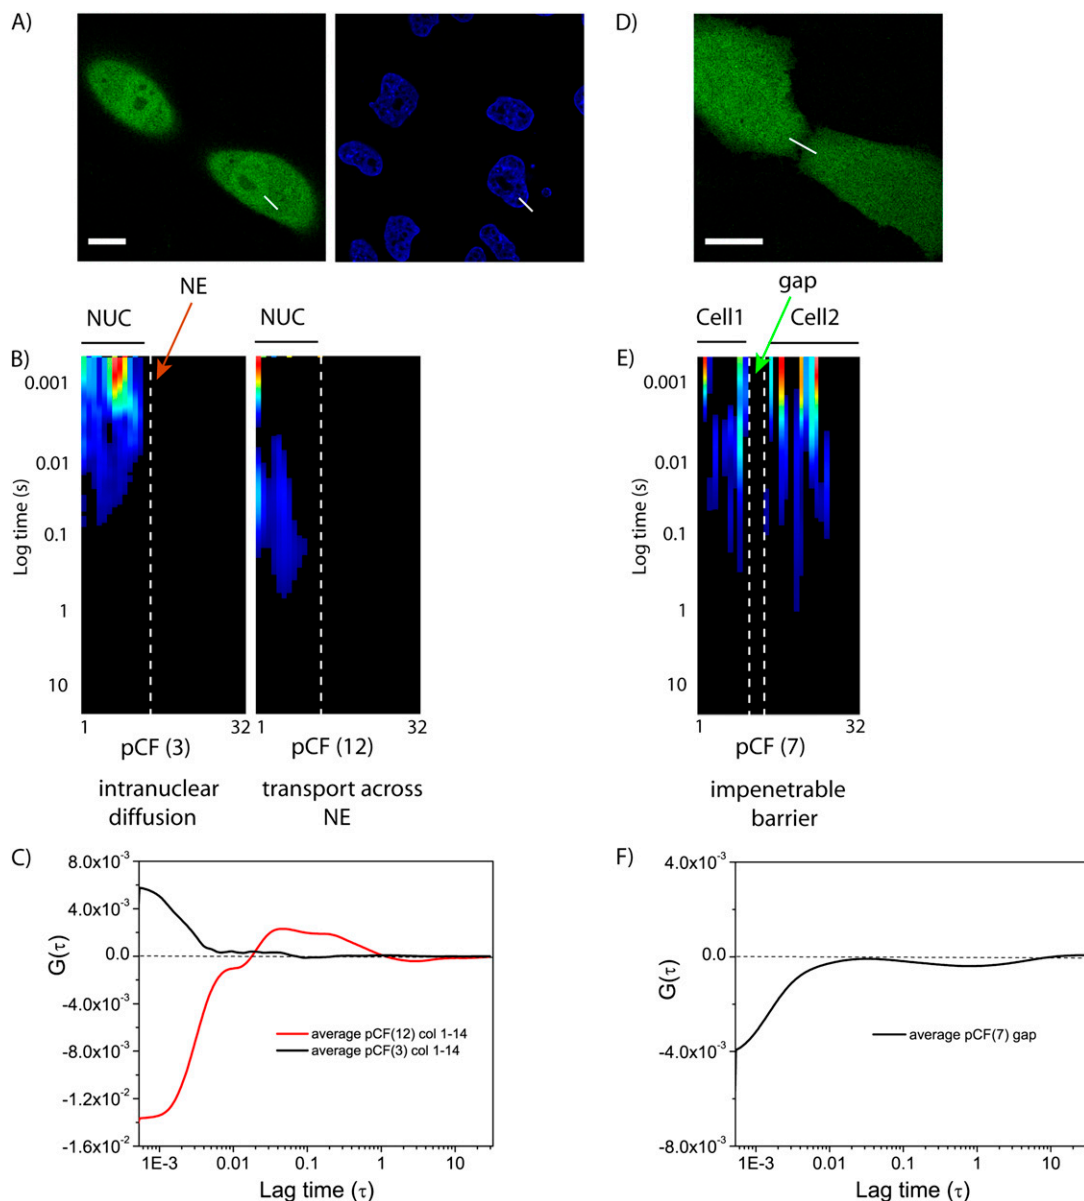 A)
D)
NE
gap
NUC
NUC
Cell1
Cell2
B)
E)
0.001
0.01
0.1
1
10
Log time (s)
1
32
1
32
pCF (3)
pCF (12)
intranuclear
diffusion
transport across
NE
0.001
0.01
0.1
1
10
Log time (s)
1
32
pCF (7)
impenetrable
barrier
C)
8.0x10⁻³
4.0x10⁻³
0.0
-4.0x10⁻³
-8.0x10⁻³
-1.2x10⁻²
-1.6x10⁻²
G(τ)
average pCF(12) col 1-14
average pCF(3) col 1-14
1E-3
0.01
0.1
1
10
Lag time (τ)
F)
4.0x10⁻³
0.0
-4.0x10⁻³
-8.0x10⁻³
G(τ)
average pCF(7) gap
1E-3
0.01
0.1
1
10
Lag time (τ)